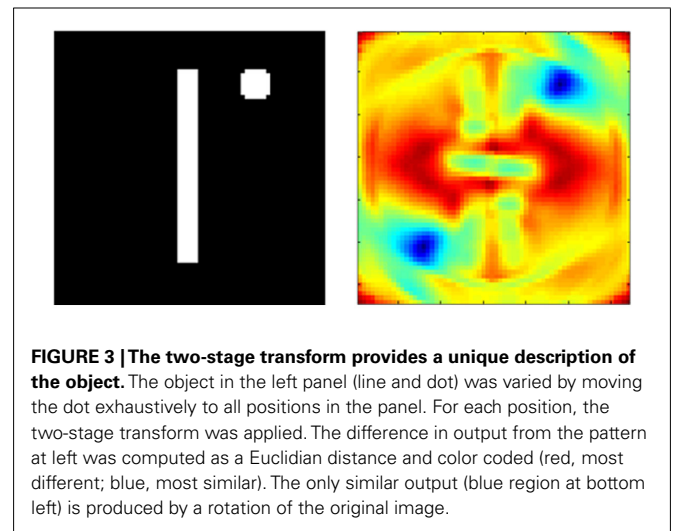 FIGURE 3 | The two-stage transform provides a unique description of
the object. The object in the left panel (line and dot) was varied by moving
the dot exhaustively to all positions in the panel. For each position, the
two-stage transform was applied. The difference in output from the pattern
at left was computed as a Euclidian distance and color coded (red, most
different; blue, most similar). The only similar output (blue region at bottom
left) is produced by a rotation of the original image.